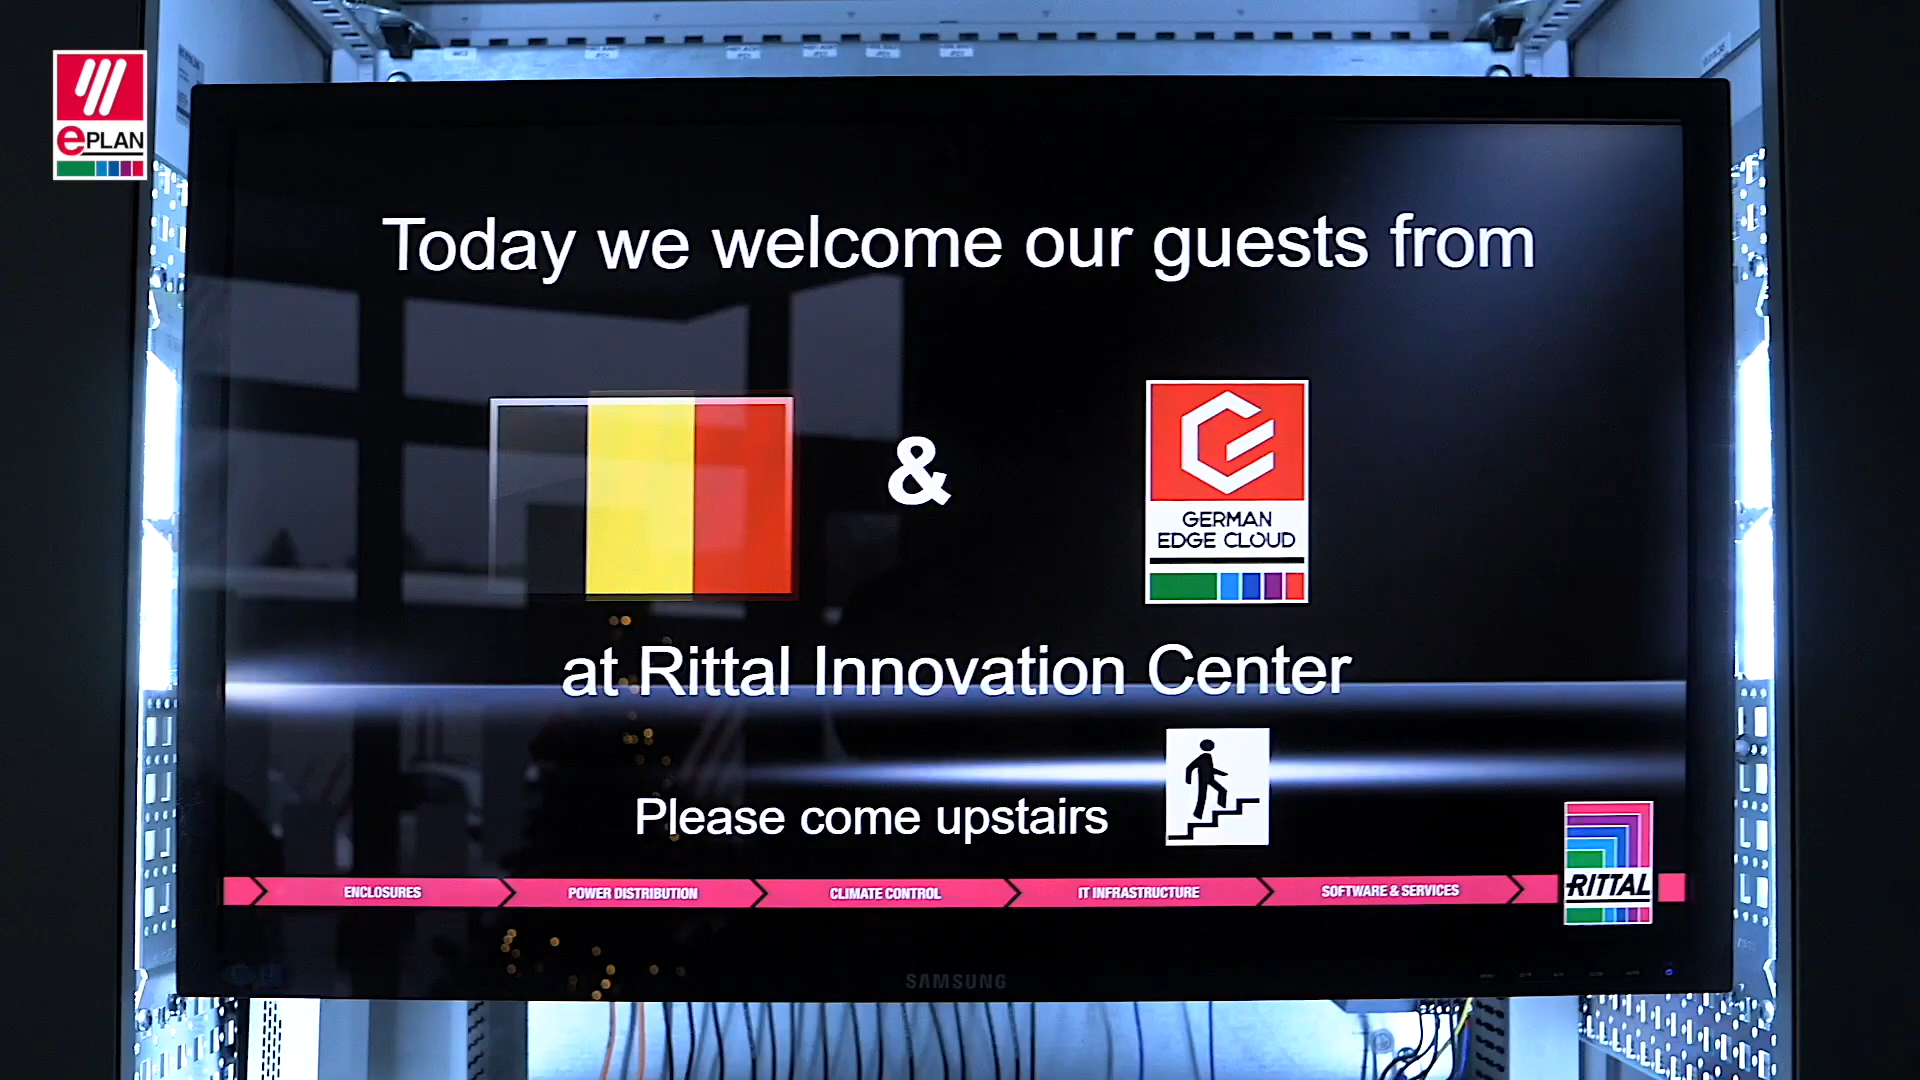 ePLAN
Today we welcome our guests from
&
GERMAN
EDGE CLOUD
at Rittal Innovation Center
Please come upstairs
ENCLOSURES
POWER DISTRIBUTION
CLIMATE CONTROL
IT INFRASTRUCTURE
SOFTWARE & SERVICES
RITTAL
SAMSUNG